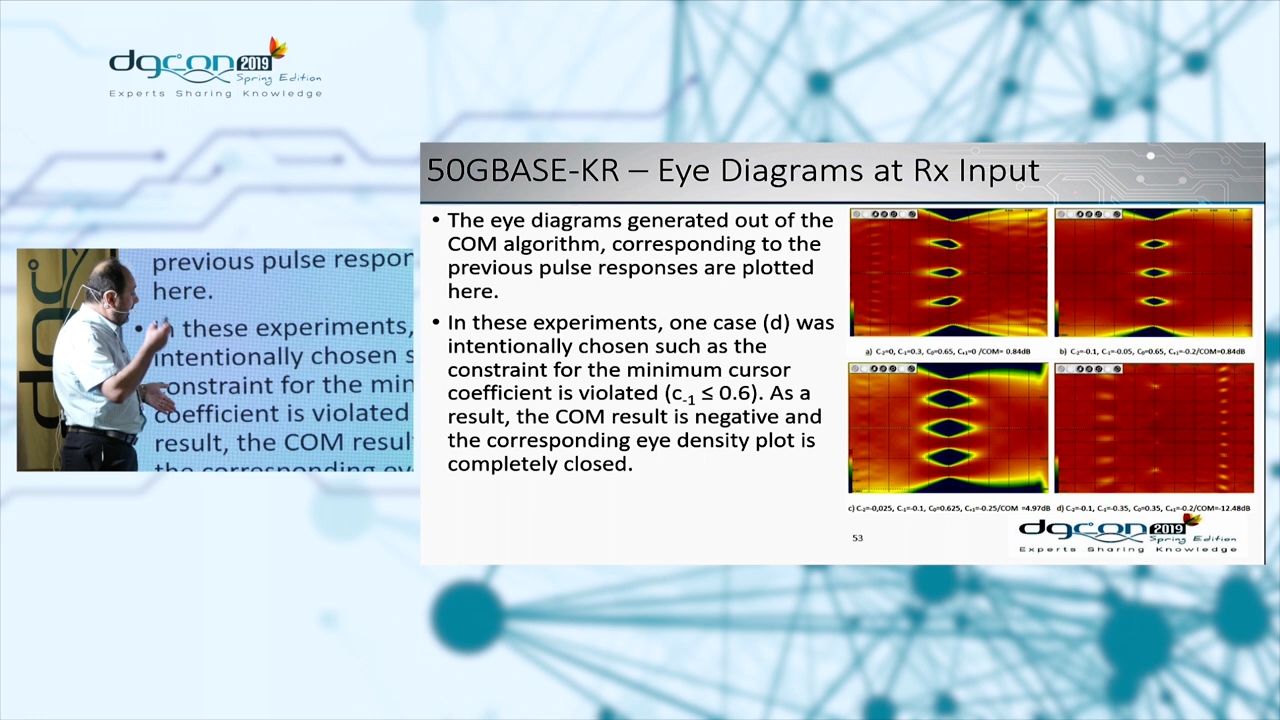 dgcon 2019
Spring Edition
Experts Sharing Knowledge
50GBASE-KR – Eye Diagrams at Rx Input
• The eye diagrams generated out of the
COM algorithm, corresponding to the
previous pulse responses are plotted
here.
• In these experiments, one case (d) was
intentionally chosen such as the
constraint for the minimum cursor
coefficient is violated (c-1 ≤ 0.6). As a
result, the COM result is negative and
the corresponding eye density plot is
completely closed.
a) C-2=0, C-1=0.3, C0=0.65, C+1=0 /COM= 0.84dB
b) C-2=-0.1, C-1=-0.05, C0=0.65, C+1=-0.2/COM=0.84dB
c) C-2=-0,025, C-1=-0.1, C0=0.625, C+1=-0.25/COM =4.97dB
d) C-2=-0.1, C-1=-0.35, C0=0.35, C+1=-0.2/COM=-12.48dB
53
dgcon 2019
Spring Edition
Experts Sharing Knowledge
previous pulse respor
here.
• In these experiments,
intentionally chosen s
constraint for the min
coefficient is violated
result, the COM resul
the corresponding ey